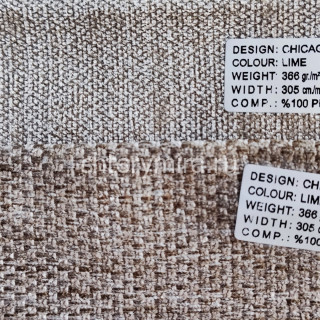 DESIGN: CHICAG
COLOUR: LIME
WEIGHT: 366 gr./m²
WIDTH: 305 cm./m
COMP.: %100 P
DESIGN: CH
COLOUR: LIM
WEIGHT: 366
WIDTH: 305
COMP.: %100